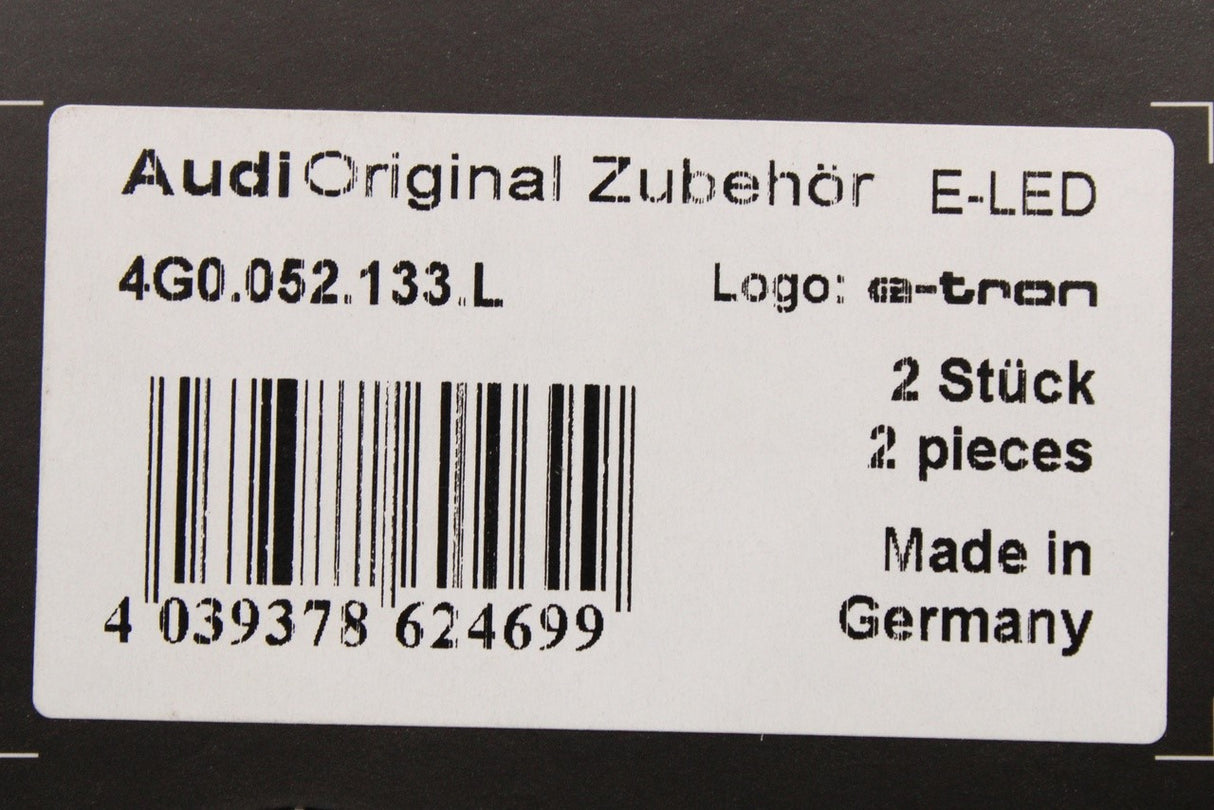 Audi Original Zubehör E-LED
4G0.052.133.L Logo: e-tron
2 Stück
2 pieces
Made in
Germany
4 039378 624699